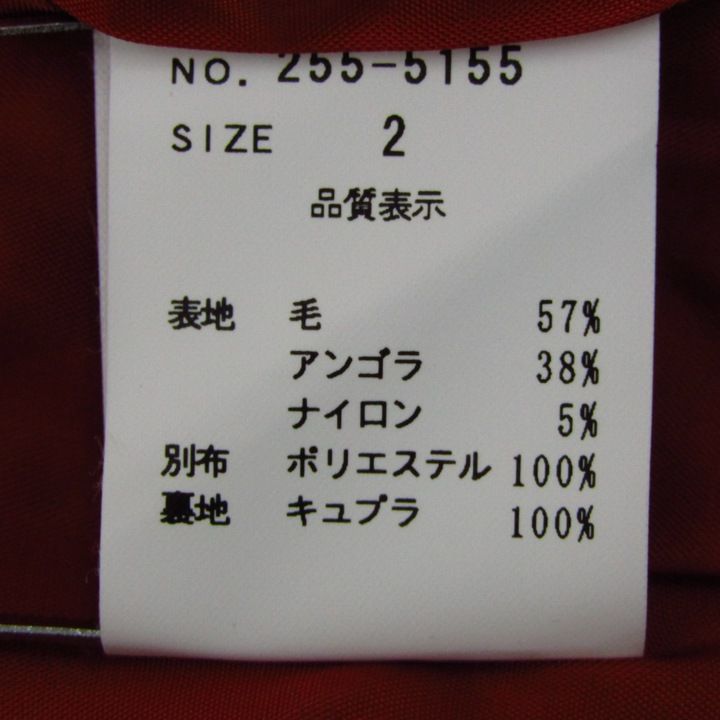 NO. 255-5155
SIZE 2
品質表示
表地 毛 57%
アンゴラ 38%
ナイロン 5%
別布 ポリエステル 100%
裏地 キュプラ 100%